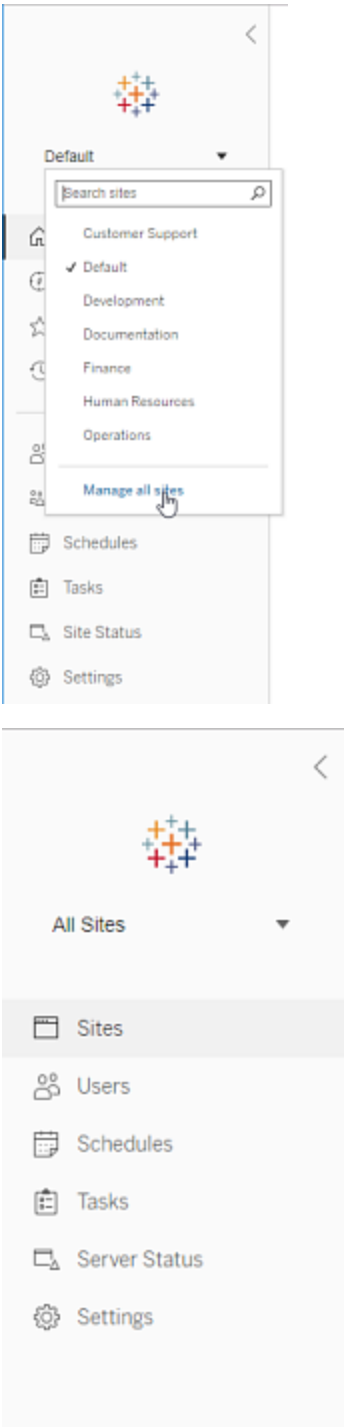 Default
Search sites
Customer Support
Default
Development
Documentation
Finance
Human Resources
Operations
Manage all sites
Schedules
Tasks
Site Status
Settings
All Sites
Sites
Users
Schedules
Tasks
Server Status
Settings